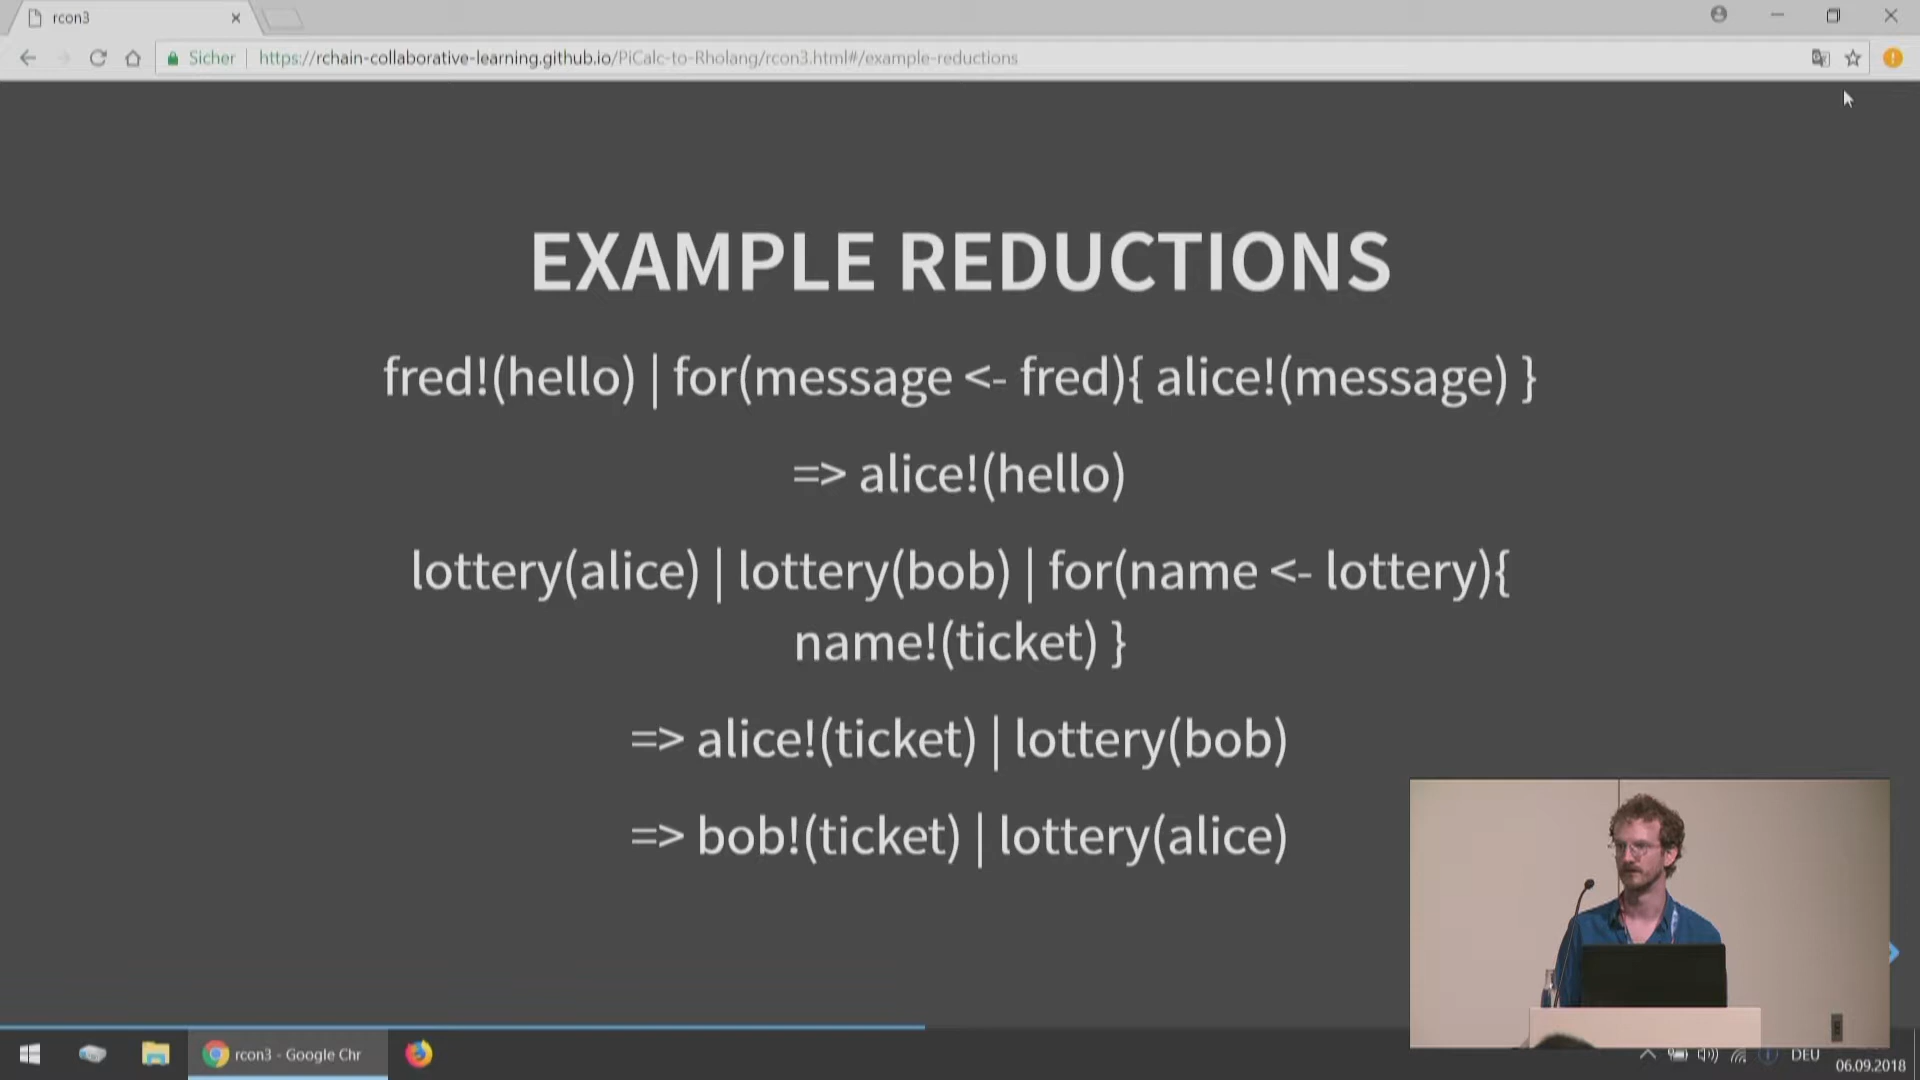 rcon3
Sicher
https://rchain-collaborative-learning.github.io/PiCalc-to-Rholang/rcon3.html#/example-reductions
EXAMPLE REDUCTIONS
fred!(hello) | for(message <- fred){ alice!(message) }
=> alice!(hello)
lottery(alice) | lottery(bob) | for(name <- lottery){
name!(ticket) }
=> alice!(ticket) | lottery(bob)
=> bob!(ticket) | lottery(alice)
rcon3 - Google Chr
DEU
06.09.2018